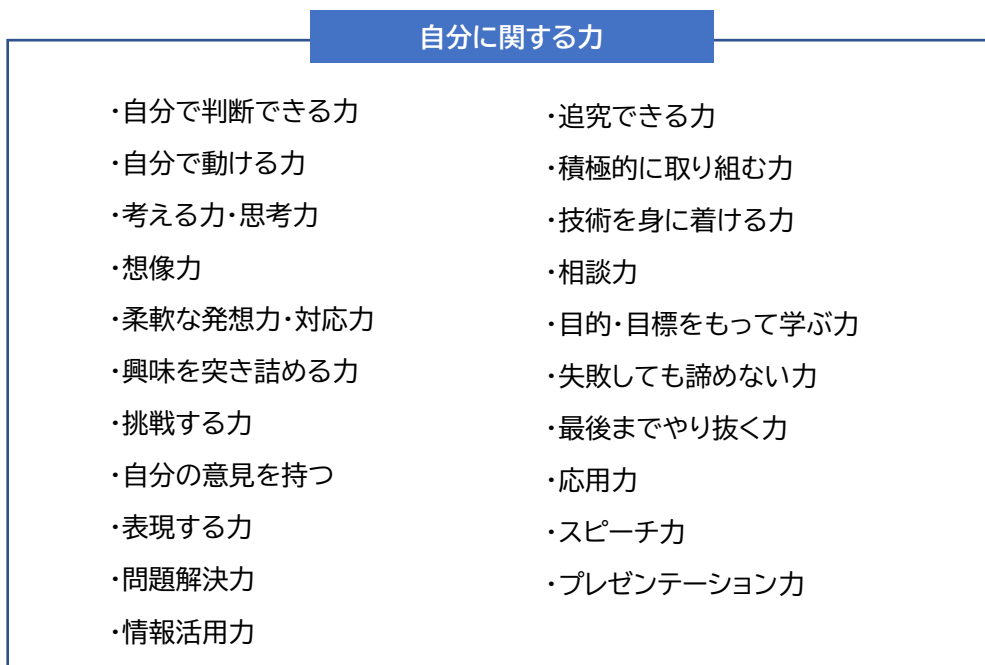 自分に関する力
・自分で判断できる力
・自分で動ける力
・考える力・思考力
・想像力
・柔軟な発想力・対応力
・興味を突き詰める力
・挑戦する力
・自分の意見を持つ
・表現する力
・問題解決力
・情報活用力
・追究できる力
・積極的に取り組む力
・技術を身に着ける力
・相談力
・目的・目標をもって学ぶ力
・失敗しても諦めない力
・最後までやり抜く力
・応用力
・スピーチ力
・プレゼンテーション力